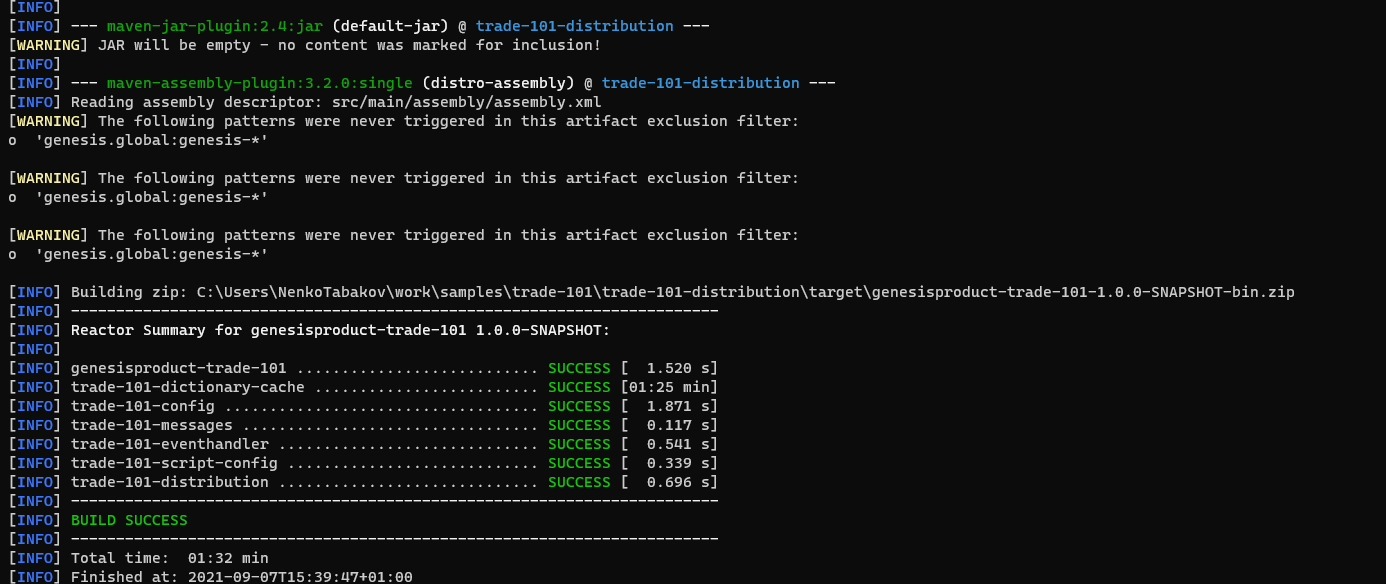 [INFO]
[INFO] --- maven-jar-plugin:2.4:jar (default-jar) @ trade-101-distribution ---
[WARNING] JAR will be empty - no content was marked for inclusion!
[INFO]
[INFO] --- maven-assembly-plugin:3.2.0:single (distro-assembly) @ trade-101-distribution ---
[INFO] Reading assembly descriptor: src/main/assembly/assembly.xml
[WARNING] The following patterns were never triggered in this artifact exclusion filter:
o  'genesis.global:genesis-*'
[WARNING] The following patterns were never triggered in this artifact exclusion filter:
o  'genesis.global:genesis-*'
[WARNING] The following patterns were never triggered in this artifact exclusion filter:
o  'genesis.global:genesis-*'
[INFO] Building zip: C:\Users\NenkoTabakov\work\samples\trade-101\trade-101-distribution\target\genesisproduct-trade-101-1.0.0-SNAPSHOT-bin.zip
[INFO] ------------------------------------------------------------------------
[INFO] Reactor Summary for genesisproduct-trade-101 1.0.0-SNAPSHOT:
[INFO]
[INFO] genesisproduct-trade-101 ........................... SUCCESS [  1.520 s]
[INFO] trade-101-dictionary-cache ......................... SUCCESS [01:25 min]
[INFO] trade-101-config ................................... SUCCESS [  1.871 s]
[INFO] trade-101-messages ................................. SUCCESS [  0.117 s]
[INFO] trade-101-eventhandler ............................. SUCCESS [  0.541 s]
[INFO] trade-101-script-config ............................ SUCCESS [  0.339 s]
[INFO] trade-101-distribution ............................. SUCCESS [  0.696 s]
[INFO] ------------------------------------------------------------------------
[INFO] BUILD SUCCESS
[INFO] ------------------------------------------------------------------------
[INFO] Total time:  01:32 min
[INFO] Finished at: 2021-09-07T15:39:47+01:00